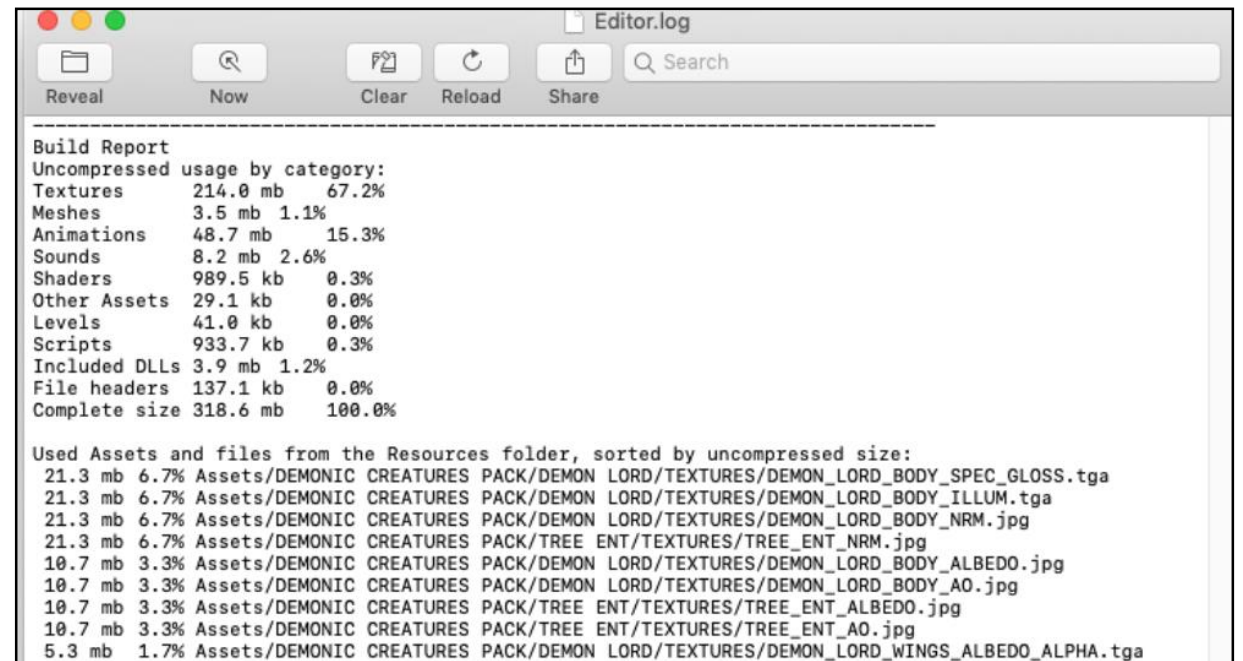 Editor.log
Search
Reveal Now Clear Reload Share
--------------------------------------------------------------------------------
Build Report
Uncompressed usage by category:
Textures 214.0 mb 67.2%
Meshes 3.5 mb 1.1%
Animations 48.7 mb 15.3%
Sounds 8.2 mb 2.6%
Shaders 989.5 kb 0.3%
Other Assets 29.1 kb 0.0%
Levels 41.0 kb 0.0%
Scripts 933.7 kb 0.3%
Included DLLs 3.9 mb 1.2%
File headers 137.1 kb 0.0%
Complete size 318.6 mb 100.0%
Used Assets and files from the Resources folder, sorted by uncompressed size:
21.3 mb 6.7% Assets/DEMONIC CREATURES PACK/DEMON LORD/TEXTURES/DEMON_LORD_BODY_SPEC_GLOSS.tga
21.3 mb 6.7% Assets/DEMONIC CREATURES PACK/DEMON LORD/TEXTURES/DEMON_LORD_BODY_ILLUM.tga
21.3 mb 6.7% Assets/DEMONIC CREATURES PACK/DEMON LORD/TEXTURES/DEMON_LORD_BODY_NRM.jpg
21.3 mb 6.7% Assets/DEMONIC CREATURES PACK/TREE ENT/TEXTURES/TREE_ENT_NRM.jpg
10.7 mb 3.3% Assets/DEMONIC CREATURES PACK/DEMON LORD/TEXTURES/DEMON_LORD_BODY_ALBEDO.jpg
10.7 mb 3.3% Assets/DEMONIC CREATURES PACK/DEMON LORD/TEXTURES/DEMON_LORD_BODY_AO.jpg
10.7 mb 3.3% Assets/DEMONIC CREATURES PACK/TREE ENT/TEXTURES/TREE_ENT_ALBEDO.jpg
10.7 mb 3.3% Assets/DEMONIC CREATURES PACK/TREE ENT/TEXTURES/TREE_ENT_AO.jpg
5.3 mb 1.7% Assets/DEMONIC CREATURES PACK/DEMON LORD/TEXTURES/DEMON_LORD_WINGS_ALBEDO_ALPHA.tga